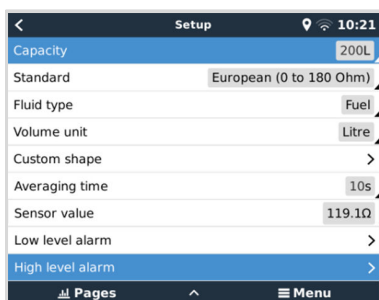 Setup 10:21
Capacity 200L
Standard European (0 to 180 Ohm)
Fluid type Fuel
Volume unit Litre
Custom shape
Averaging time 10s
Sensor value 119.1Ω
Low level alarm
High level alarm
Pages Menu